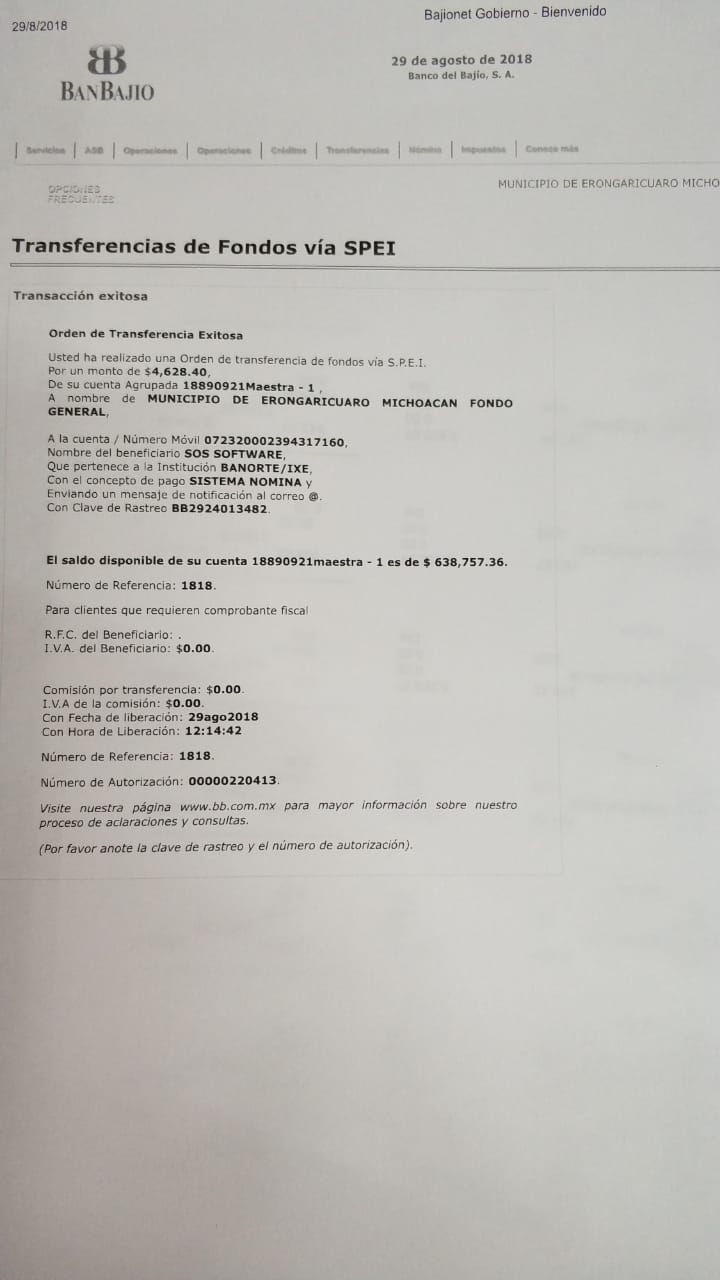 29/8/2018
Bajionet Gobierno - Bienvenido
BANBAJIO
29 de agosto de 2018
Banco del Bajío, S. A.
Servicios | ASB | Operaciones | Operaciones | Créditos | Transferencias | Nómina | Impuestos | Conoce más
OPCIONES
FRECUENTES
MUNICIPIO DE ERONGARICUARO MICHO
Transferencias de Fondos vía SPEI
Transacción exitosa
Orden de Transferencia Exitosa
Usted ha realizado una Orden de transferencia de fondos vía S.P.E.I.
Por un monto de $4,628.40,
De su cuenta Agrupada 18890921Maestra - 1 ,
A nombre de MUNICIPIO DE ERONGARICUARO MICHOACAN FONDO
GENERAL,
A la cuenta / Número Móvil 072320002394317160,
Nombre del beneficiario SOS SOFTWARE,
Que pertenece a la Institución BANORTE/IXE,
Con el concepto de pago SISTEMA NOMINA y
Enviando un mensaje de notificación al correo @.
Con Clave de Rastreo BB2924013482.
El saldo disponible de su cuenta 18890921maestra - 1 es de $ 638,757.36.
Número de Referencia: 1818.
Para clientes que requieren comprobante fiscal
R.F.C. del Beneficiario: .
I.V.A. del Beneficiario: $0.00.
Comisión por transferencia: $0.00.
I.V.A de la comisión: $0.00.
Con Fecha de liberación: 29ago2018
Con Hora de Liberación: 12:14:42
Número de Referencia: 1818.
Número de Autorización: 00000220413.
Visite nuestra página www.bb.com.mx para mayor información sobre nuestro
proceso de aclaraciones y consultas.
(Por favor anote la clave de rastreo y el número de autorización).